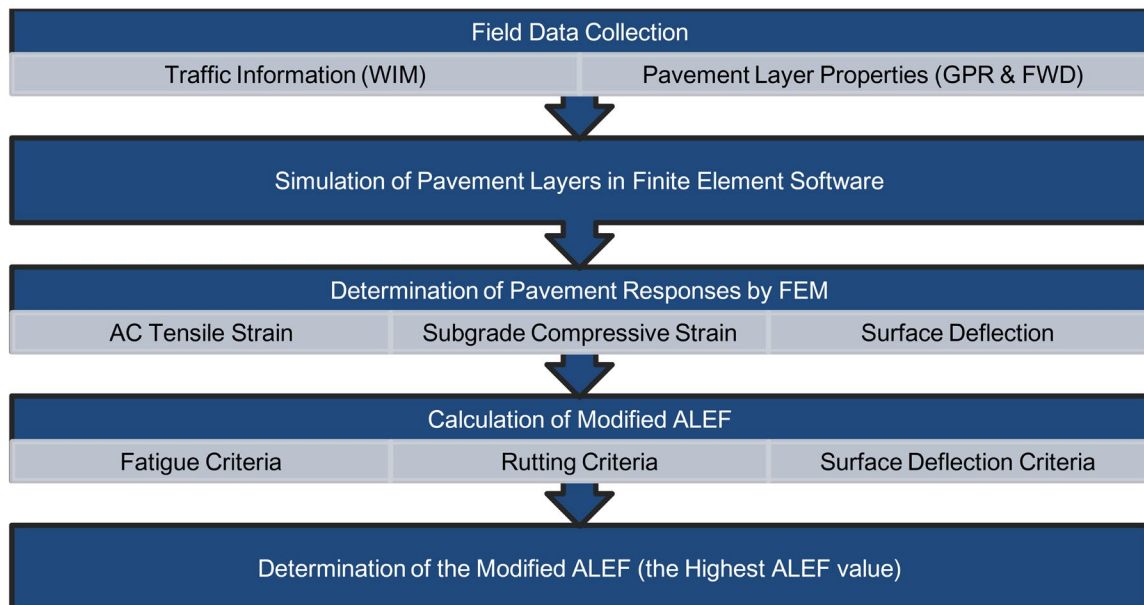 Field Data Collection
Traffic Information (WIM)
Pavement Layer Properties (GPR & FWD)
Simulation of Pavement Layers in Finite Element Software
Determination of Pavement Responses by FEM
AC Tensile Strain
Subgrade Compressive Strain
Surface Deflection
Calculation of Modified ALEF
Fatigue Criteria
Rutting Criteria
Surface Deflection Criteria
Determination of the Modified ALEF (the Highest ALEF value)